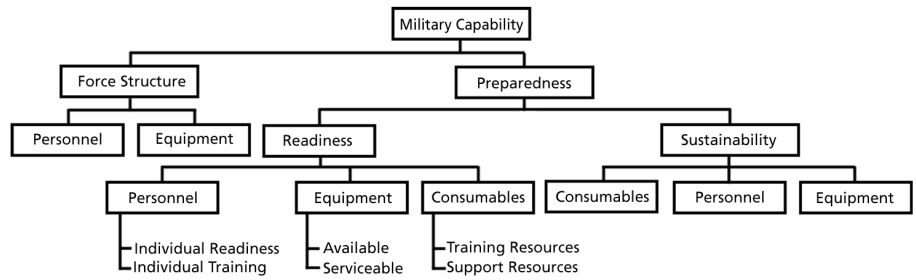 Military Capability
Force Structure
Preparedness
Personnel
Equipment
Readiness
Sustainability
Personnel
Equipment
Consumables
Consumables
Personnel
Equipment
Individual Readiness
Individual Training
Available
Serviceable
Training Resources
Support Resources